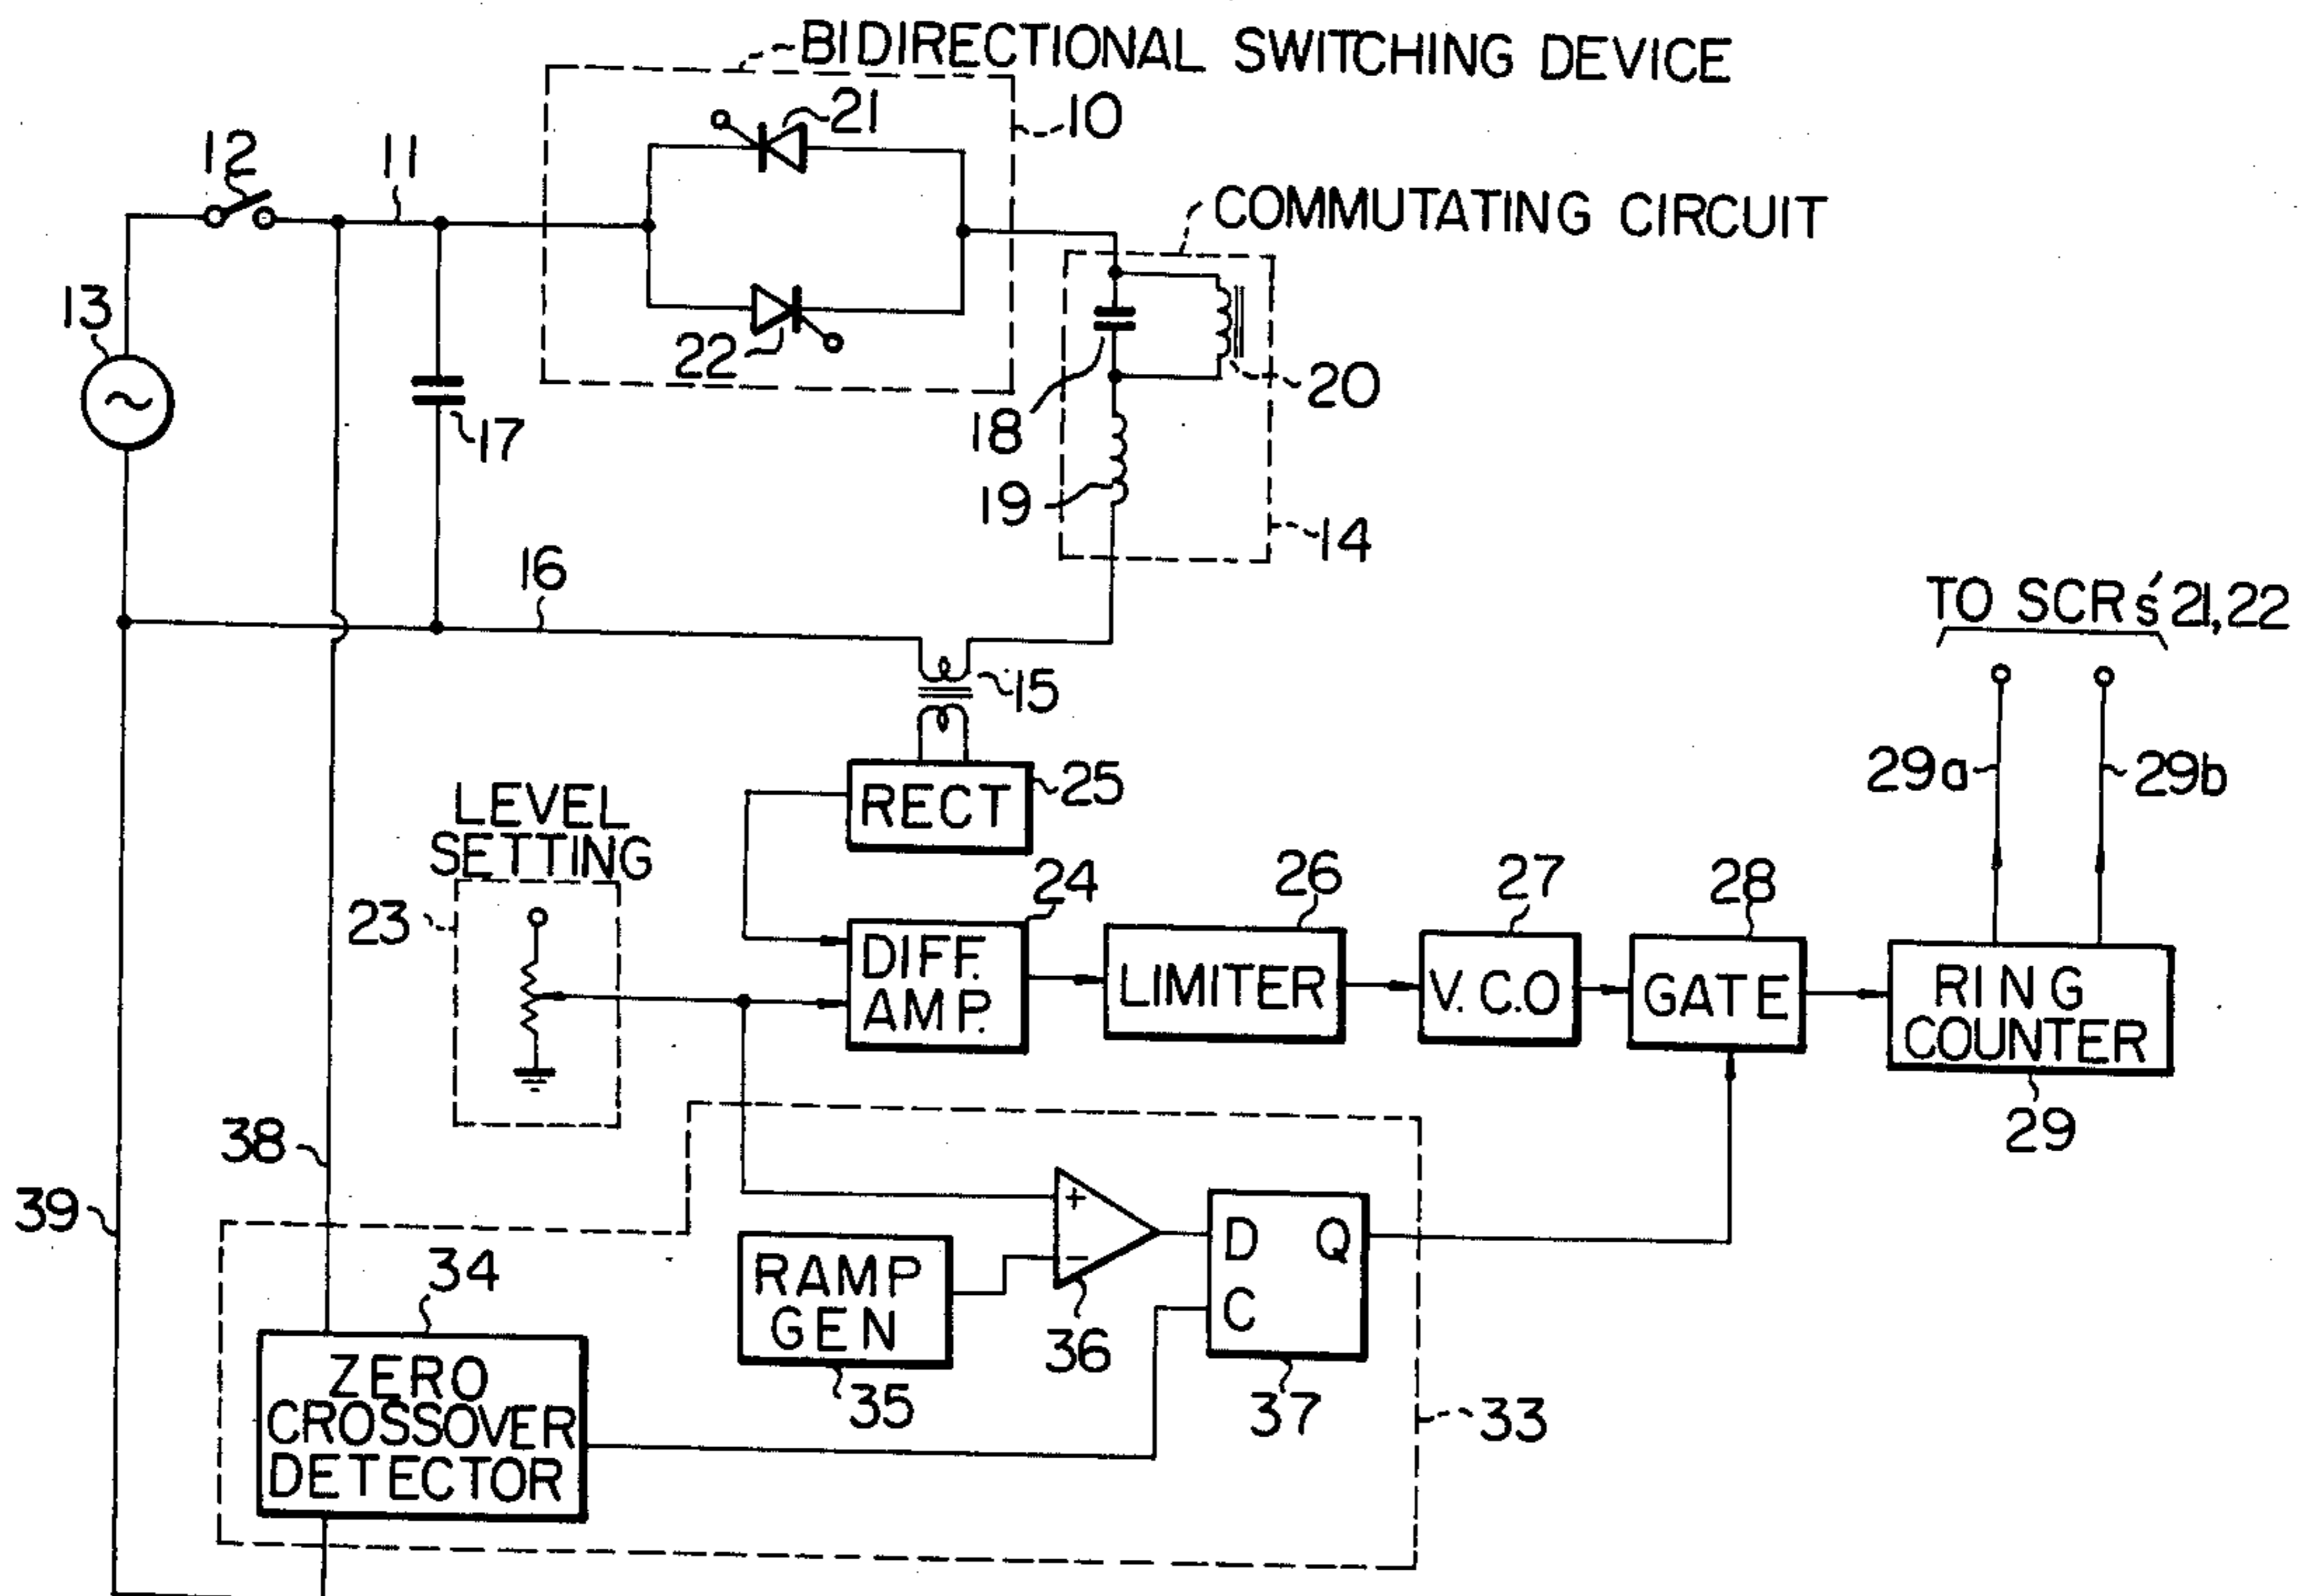 BIDIRECTIONAL SWITCHING DEVICE
21
10
12
11
COMMUTATING CIRCUIT
13
22
20
17
18
19
14
16
TO SCR's' 21, 22
15
29a
29b
25
RECT
LEVEL
SETTING
24
26
27
28
23
DIFF.
AMP.
LIMITER
V.C.O
GATE
RING
COUNTER
29
38
39
+
-
D Q
C
34
RAMP
GEN
36
35
37
33
ZERO
CROSSOVER
DETECTOR